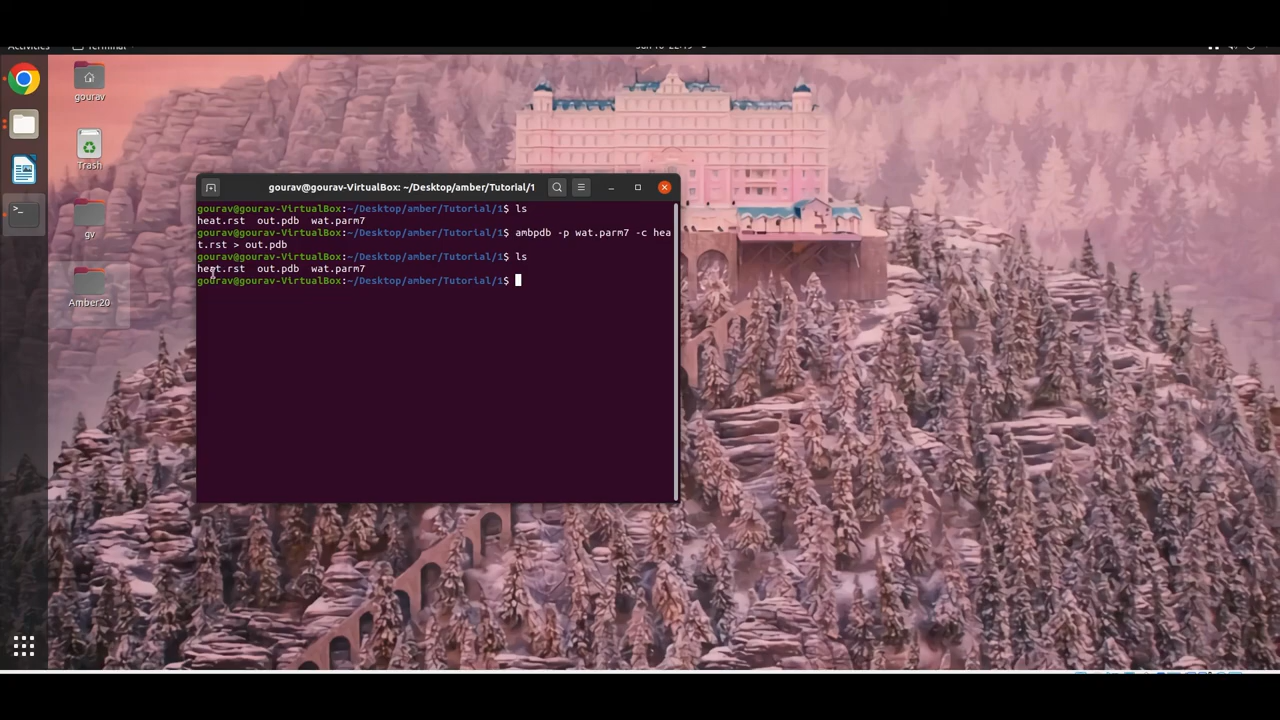 Activities
Terminal
gourav
Trash
gv
Amber20
gourav@gourav-VirtualBox: ~/Desktop/amber/Tutorial/1
gourav@gourav-VirtualBox:~/Desktop/amber/Tutorial/1$ ls
heat.rst out.pdb wat.parm7
gourav@gourav-VirtualBox:~/Desktop/amber/Tutorial/1$ ambpdb -p wat.parm7 -c hea
t.rst > out.pdb
gourav@gourav-VirtualBox:~/Desktop/amber/Tutorial/1$ ls
heat.rst out.pdb wat.parm7
gourav@gourav-VirtualBox:~/Desktop/amber/Tutorial/1$